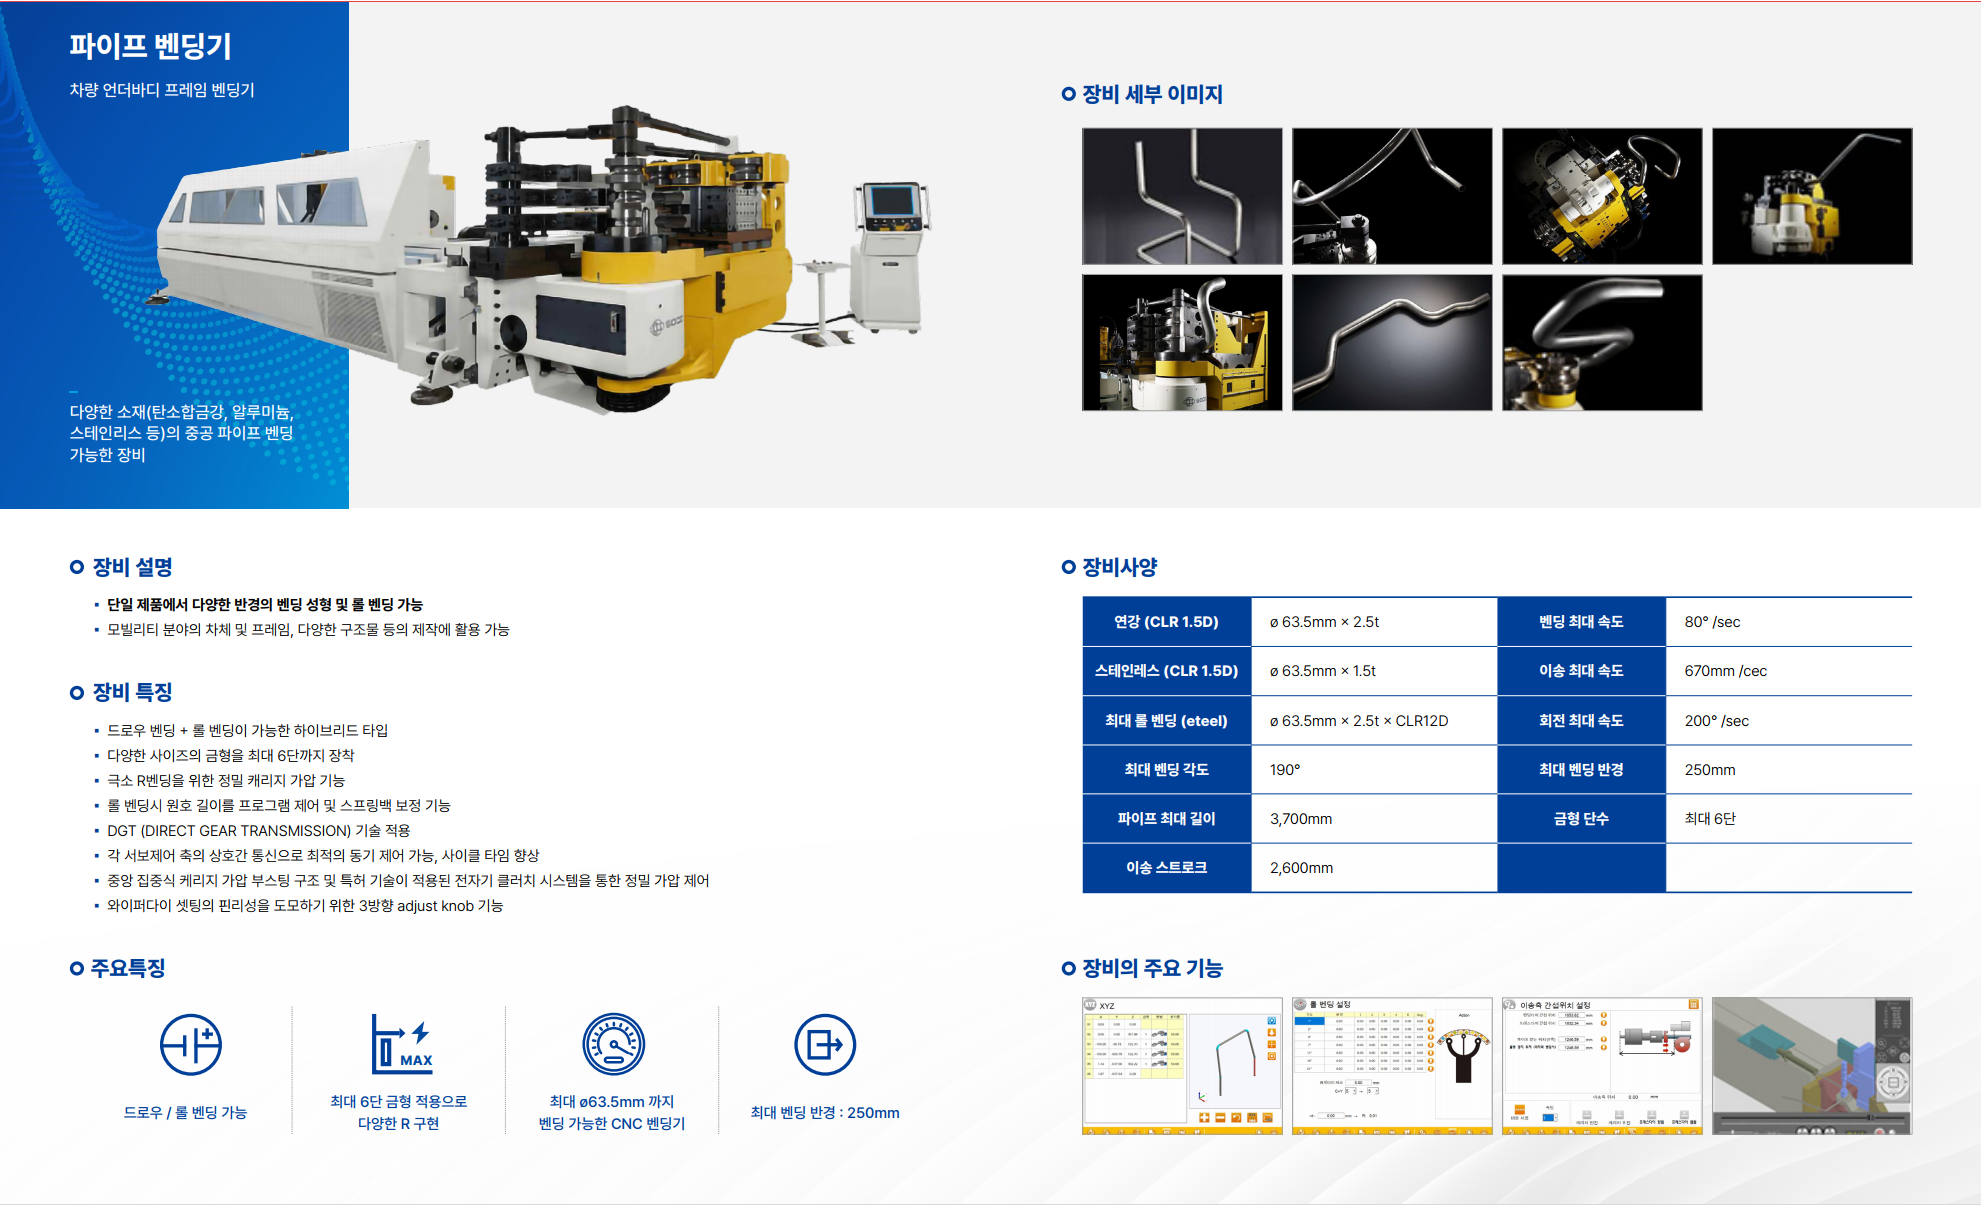 파이프 벤딩기
차량 언더바디 프레임 벤딩기
다양한 소재(탄소합금강, 알루미늄,
스테인리스 등)의 중공 파이프 벤딩
가능한 장비
장비 세부 이미지
장비 설명
단일 제품에서 다양한 반경의 벤딩 성형 및 롤 벤딩 가능
모빌리티 분야의 차체 및 프레임, 다양한 구조물 등의 제작에 활용 가능
장비 특징
드로우 벤딩 + 롤 벤딩이 가능한 하이브리드 타입
다양한 사이즈의 금형을 최대 6단까지 장착
극소 R벤딩을 위한 정밀 캐리지 가압 기능
롤 벤딩시 원호 길이를 프로그램 제어 및 스프링백 보정 기능
DGT (DIRECT GEAR TRANSMISSION) 기술 적용
각 서보제어 축의 상호간 통신으로 최적의 동기 제어 가능, 사이클 타임 향상
중앙 집중식 케리지 가압 부스팅 구조 및 특허 기술이 적용된 전자기 클러치 시스템을 통한 정밀 가압 제어
와이퍼다이 셋팅의 핀리성을 도모하기 위한 3방향 adjust knob 기능
주요특징
드로우 / 롤 벤딩 가능
MAX
최대 6단 금형 적용으로
다양한 R 구현
최대 ø63.5mm 까지
벤딩 가능한 CNC 벤딩기
최대 벤딩 반경 : 250mm
장비사양
연강 (CLR 1.5D) ø 63.5mm × 2.5t 벤딩 최대 속도 80° /sec
스테인레스 (CLR 1.5D) ø 63.5mm × 1.5t 이송 최대 속도 670mm /cec
최대 롤 벤딩 (eteel) ø 63.5mm × 2.5t × CLR12D 회전 최대 속도 200° /sec
최대 벤딩 각도 190° 최대 벤딩 반경 250mm
파이프 최대 길이 3,700mm 금형 단수 최대 6단
이송 스트로크 2,600mm
장비의 주요 기능
XYZ
롤 벤딩 설정
Action
이송축 간섭위치 설정